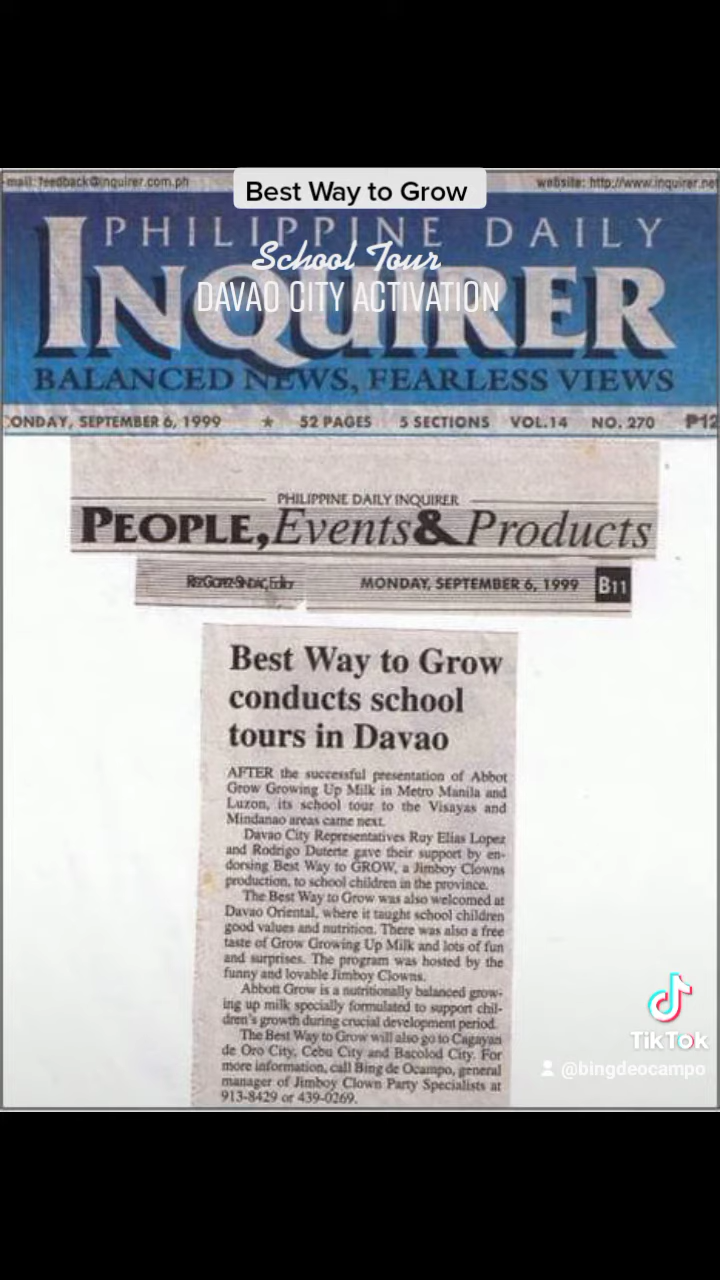 -mail: feedback@inquirer.com.ph
website: http://www.inquirer.net
Best Way to Grow
PHILIPPINE DAILY
School Tour
INQUIRER
DAVAO CITY ACTIVATION
BALANCED NEWS, FEARLESS VIEWS
ONDAY, SEPTEMBER 6, 1999 ★ 52 PAGES 5 SECTIONS VOL.14 NO. 270 ₱12
PHILIPPINE DAILY INQUIRER
PEOPLE, Events & Products
Editor MONDAY, SEPTEMBER 6, 1999 B11
Best Way to Grow
conducts school
tours in Davao
AFTER the successful presentation of Abbot
Grow Growing Up Milk in Metro Manila and
Luzon, its school tour to the Visayas and
Mindanao areas came next.
Davao City Representatives Ruy Elias Lopez
and Rodrigo Duterte gave their support by en-
dorsing Best Way to GROW, a Jimboy Clowns
production, to school children in the province.
The Best Way to Grow was also welcomed at
Davao Oriental, where it taught school children
good values and nutrition. There was also a free
taste of Grow Growing Up Milk and lots of fun
and surprises. The program was hosted by the
funny and lovable Jimboy Clowns.
Abbott Grow is a nutritionally balanced grow-
ing up milk specially formulated to support chil-
dren's growth during crucial development period.
The Best Way to Grow will also go to Cagayan
de Oro City, Cebu City and Bacolod City. For
more information, call Bing de Ocampo, general
manager of Jimboy Clown Party Specialists at
913-8429 or 439-0269.
TikTok
@bingdeocampo